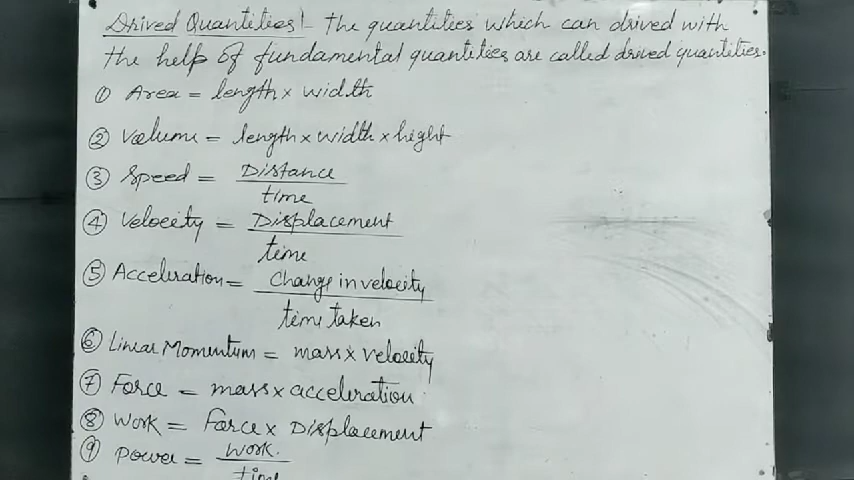 Drived Quantities:- The quantities which can drived with
the help of fundamental quantities are called drived quantities.
① Area = length x width
② Volume = length x width x hight
③ Speed = Distance
time
④ Velocity = Displacement
time
⑤ Acceleration = Change in velocity
time taken
⑥ Linear Momentum = mass x velocity
⑦ Force = mass x acceleration
⑧ Work = Force x Displacement
⑨ Power = Work
time